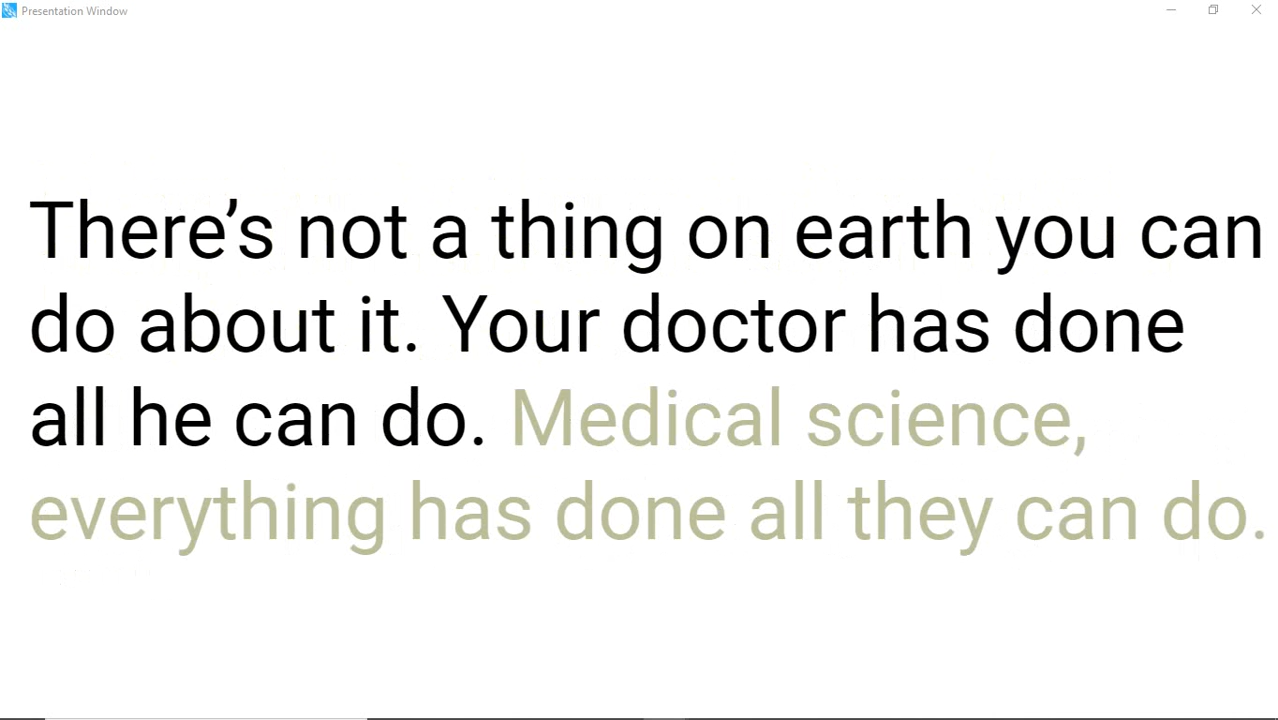 Presentation Window
There’s not a thing on earth you can
do about it. Your doctor has done
all he can do. Medical science,
everything has done all they can do.